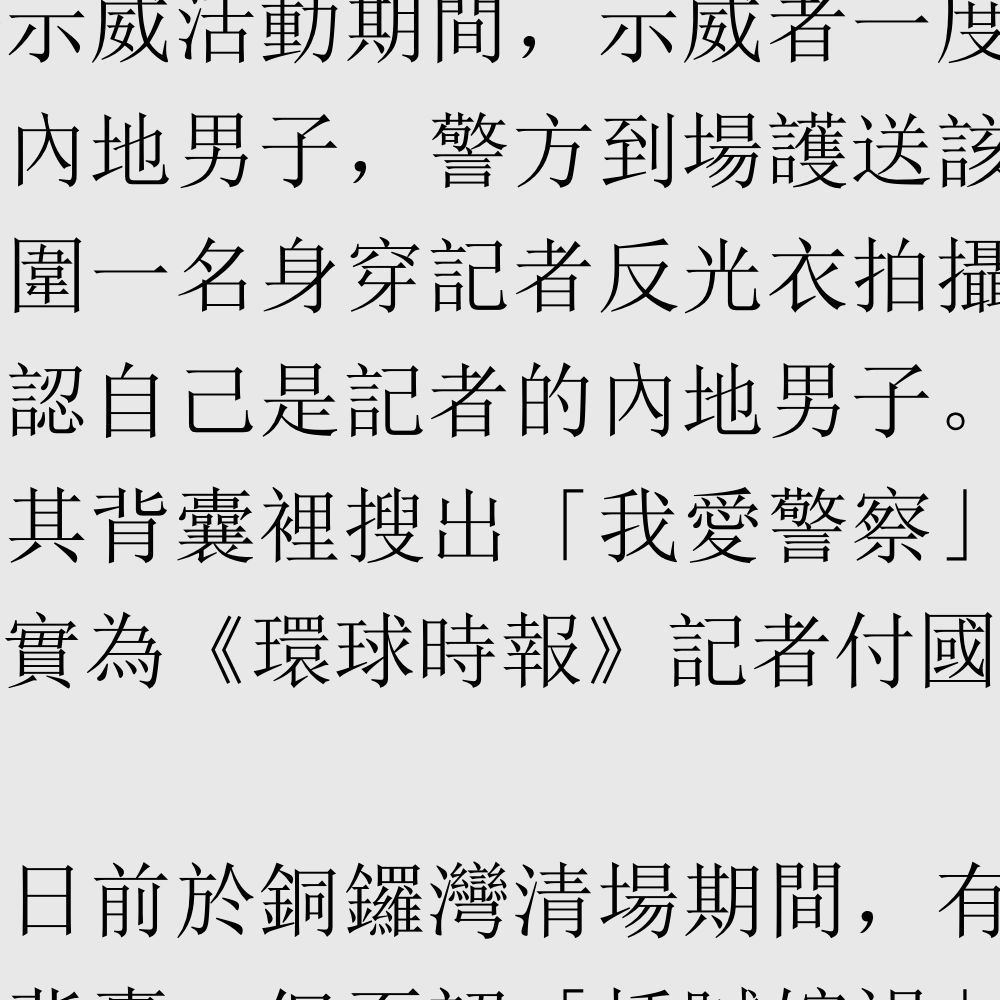 示威活動期間，示威者一度
內地男子，警方到場護送該
圍一名身穿記者反光衣拍攝
認自己是記者的內地男子。
其背囊裡搜出「我愛警察」
實為《環球時報》記者付國
日前於銅鑼灣清場期間，有